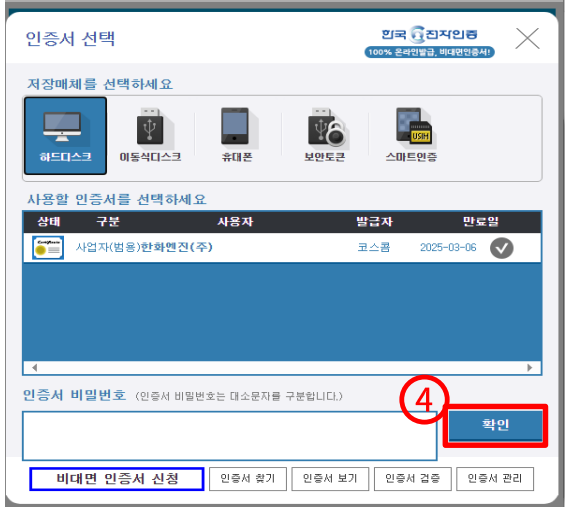 인증서 선택
한국전자인증
100% 온라인발급, 비대면인증서!
저장매체를 선택하세요
하드디스크 이동식디스크 휴대폰 보안토큰 스마트인증
USIM
사용할 인증서를 선택하세요
상태 구분 사용자 발급자 만료일
사업자(범용) 한화엔진(주) 코스콤 2025-03-06
인증서 비밀번호 (인증서 비밀번호는 대소문자를 구분합니다.)
④
확인
비대면 인증서 신청 인증서 찾기 인증서 보기 인증서 검증 인증서 관리